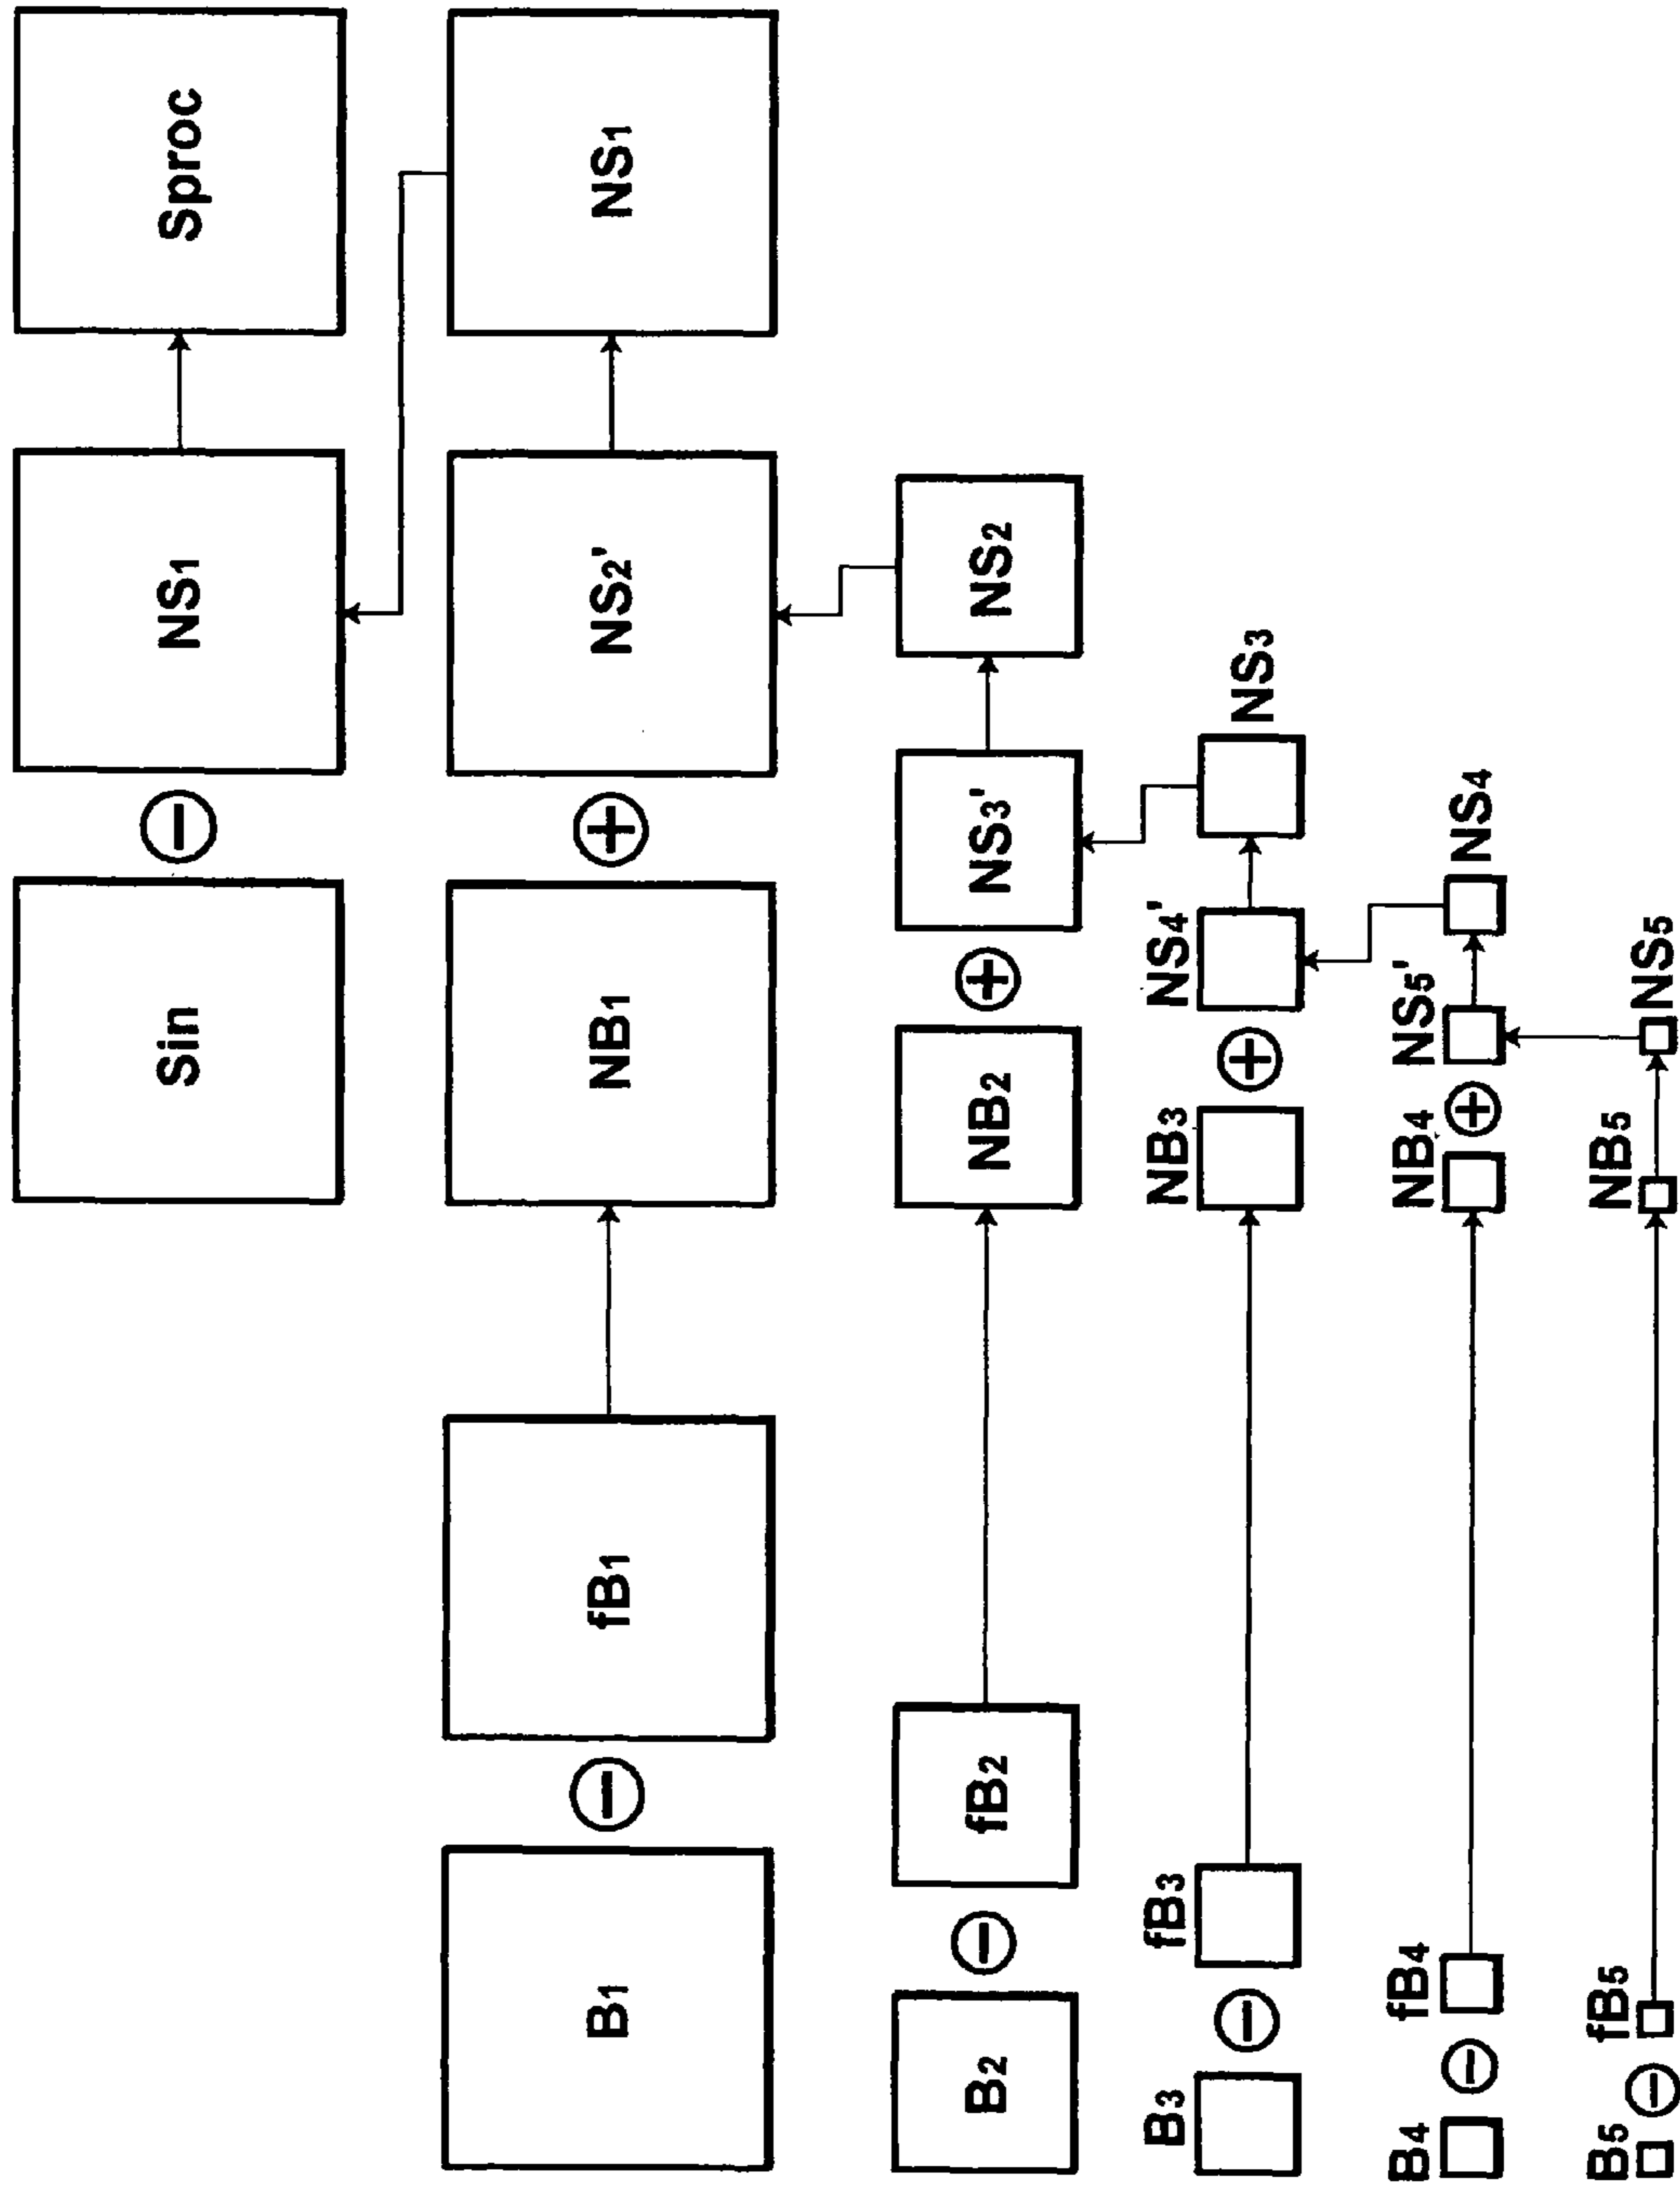 Sin ⊖ NS1 Sproc
B1 ⊖ fB1 NB1 ⊕ NS2' NS1
B2 ⊖ fB2 NB2 ⊕ NS3' NS2
B3 ⊖ fB3 NB3 ⊕ NS4' NS3
B4 ⊖ fB4 NB4 ⊕ NS5' NS4
B5 ⊖ fB5 NB5 NS5